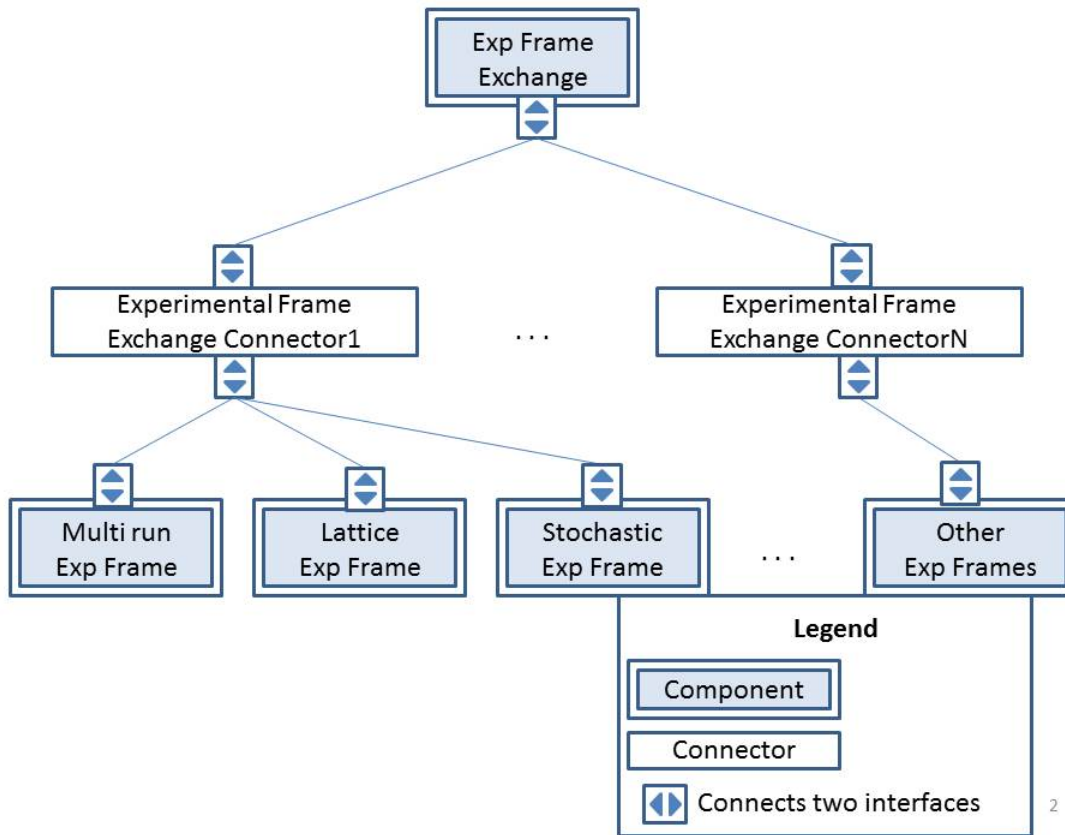 Exp Frame
Exchange
Experimental Frame
Exchange Connector1
. . .
Experimental Frame
Exchange ConnectorN
Multi run
Exp Frame
Lattice
Exp Frame
Stochastic
Exp Frame
. . .
Other
Exp Frames
Legend
Component
Connector
Connects two interfaces
2